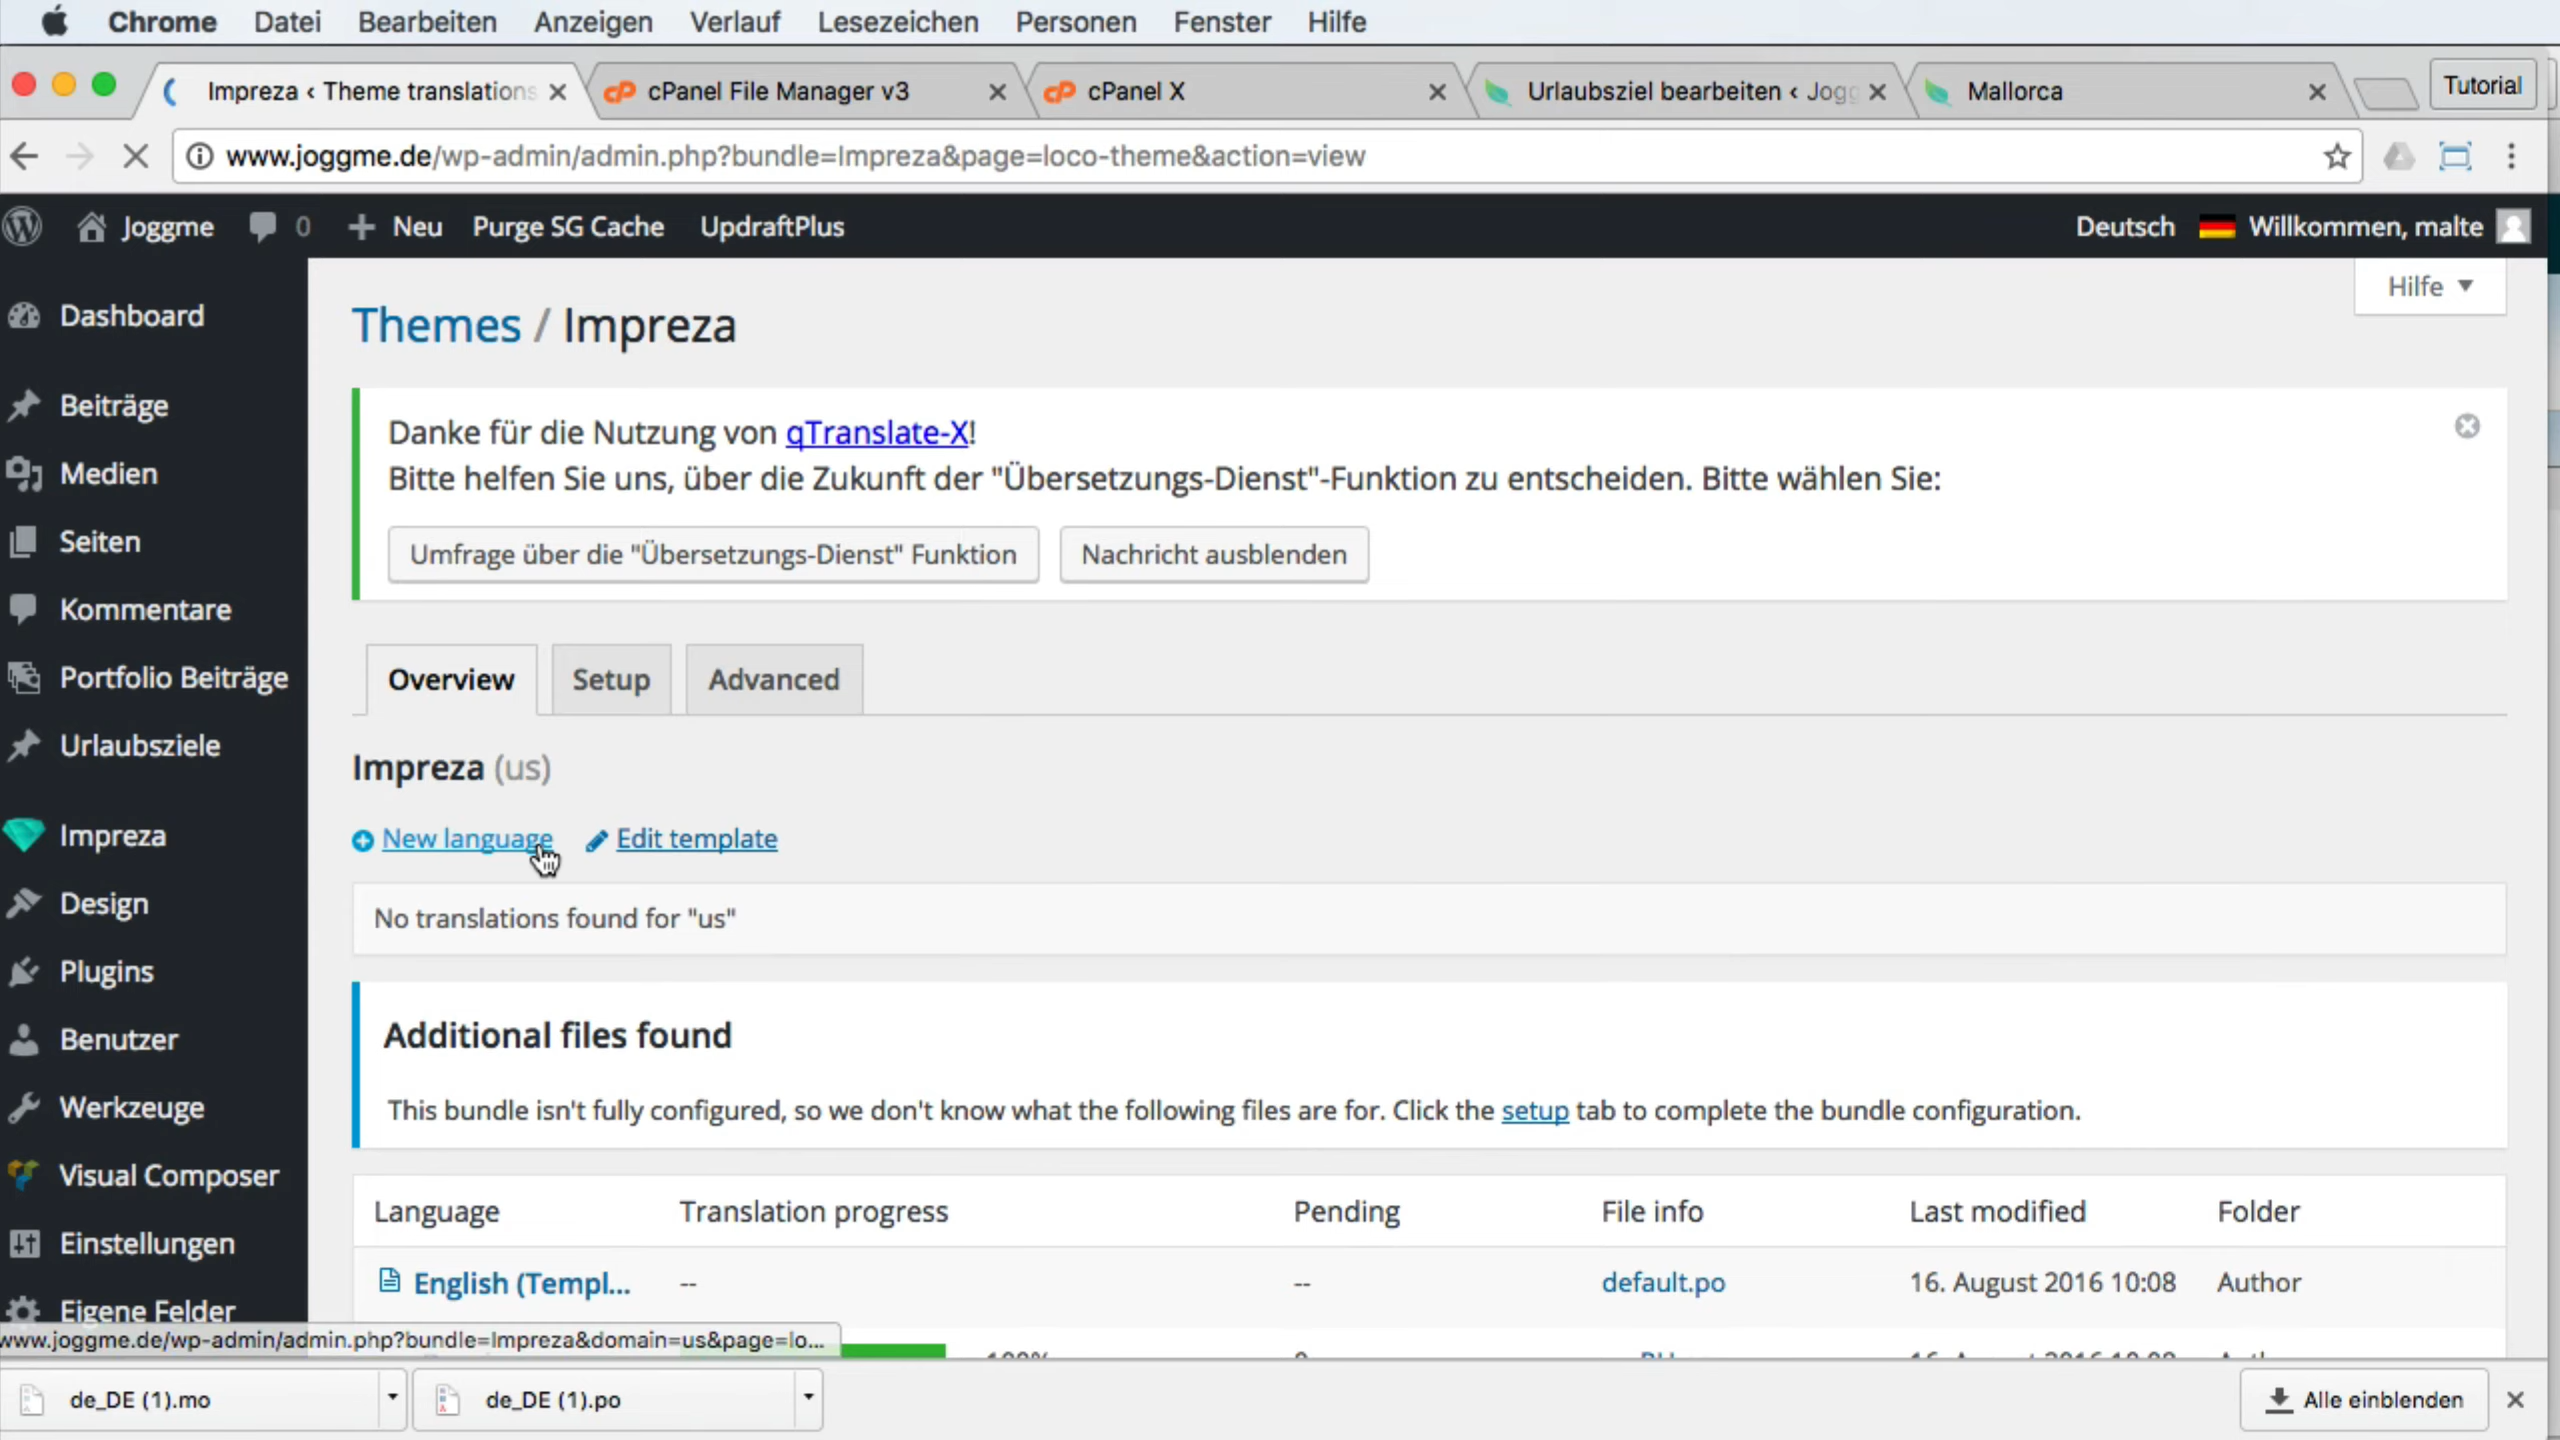 Chrome Datei Bearbeiten Anzeigen Verlauf Lesezeichen Personen Fenster Hilfe
Impreza ‹ Theme translations cPanel File Manager v3 cPanel X Urlaubsziel bearbeiten ‹ Jogg Mallorca Tutorial
www.joggme.de/wp-admin/admin.php?bundle=Impreza&page=loco-theme&action=view
Joggme 0 Neu Purge SG Cache UpdraftPlus Deutsch Willkommen, malte
Hilfe
Dashboard
Beiträge
Medien
Seiten
Kommentare
Portfolio Beiträge
Urlaubsziele
Impreza
Design
Plugins
Benutzer
Werkzeuge
Visual Composer
Einstellungen
Eigene Felder
Themes / Impreza
Danke für die Nutzung von qTranslate-X!
Bitte helfen Sie uns, über die Zukunft der "Übersetzungs-Dienst"-Funktion zu entscheiden. Bitte wählen Sie:
Umfrage über die "Übersetzungs-Dienst" Funktion Nachricht ausblenden
Overview Setup Advanced
Impreza (us)
New language Edit template
No translations found for "us"
Additional files found
This bundle isn't fully configured, so we don't know what the following files are for. Click the setup tab to complete the bundle configuration.
Language Translation progress Pending File info Last modified Folder
English (Templ... -- -- default.po 16. August 2016 10:08 Author
www.joggme.de/wp-admin/admin.php?bundle=Impreza&domain=us&page=lo...
de_DE (1).mo de_DE (1).po Alle einblenden